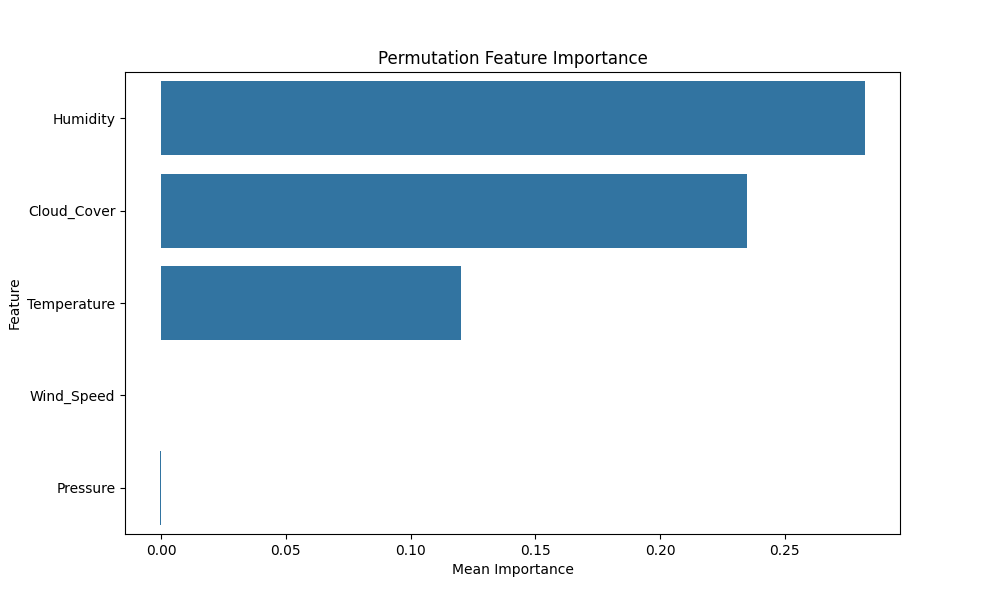 Permutation Feature Importance
Humidity
Cloud_Cover
Temperature
Wind_Speed
Pressure
Feature
0.00 0.05 0.10 0.15 0.20 0.25
Mean Importance